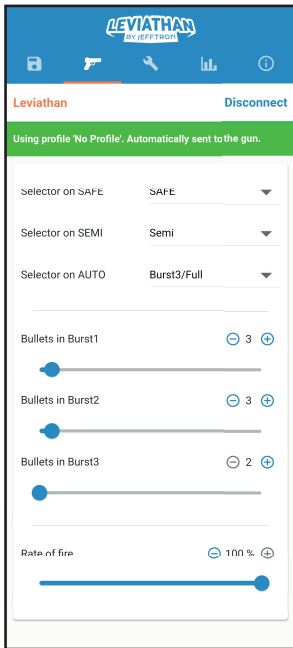 LEVIATHAN
BY JEFFTRON
Leviathan Disconnect
Using profile 'No Profile'. Automatically sent to the gun.
Selector on SAFE SAFE
Selector on SEMI Semi
Selector on AUTO Burst3/Full
Bullets in Burst1 3
Bullets in Burst2 3
Bullets in Burst3 2
Rate of fire 100 %